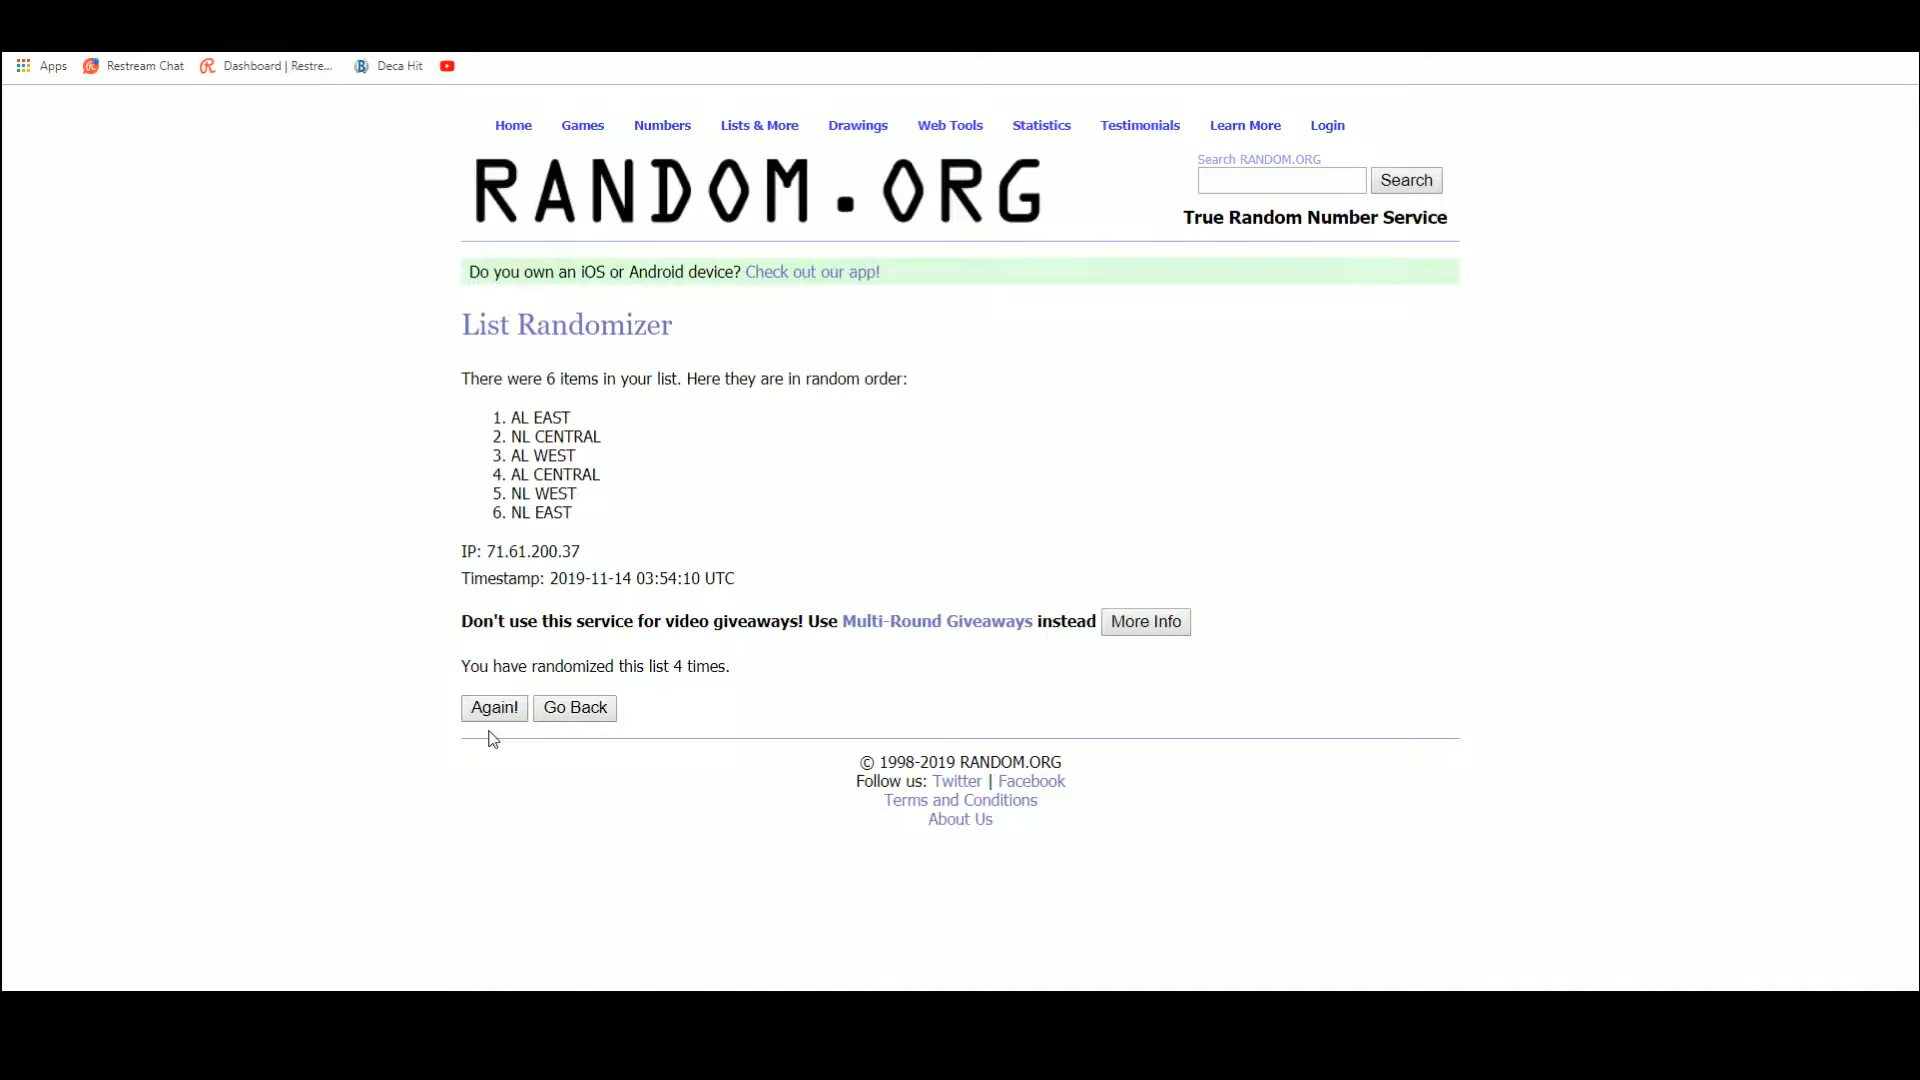 Apps Restream Chat Dashboard | Restre... Deca Hit
Home Games Numbers Lists & More Drawings Web Tools Statistics Testimonials Learn More Login
RANDOM.ORG
Search RANDOM.ORG
Search
True Random Number Service
Do you own an iOS or Android device? Check out our app!
List Randomizer
There were 6 items in your list. Here they are in random order:
1. AL EAST
2. NL CENTRAL
3. AL WEST
4. AL CENTRAL
5. NL WEST
6. NL EAST
IP: 71.61.200.37
Timestamp: 2019-11-14 03:54:10 UTC
Don't use this service for video giveaways! Use Multi-Round Giveaways instead More Info
You have randomized this list 4 times.
Again! Go Back
© 1998-2019 RANDOM.ORG
Follow us: Twitter | Facebook
Terms and Conditions
About Us